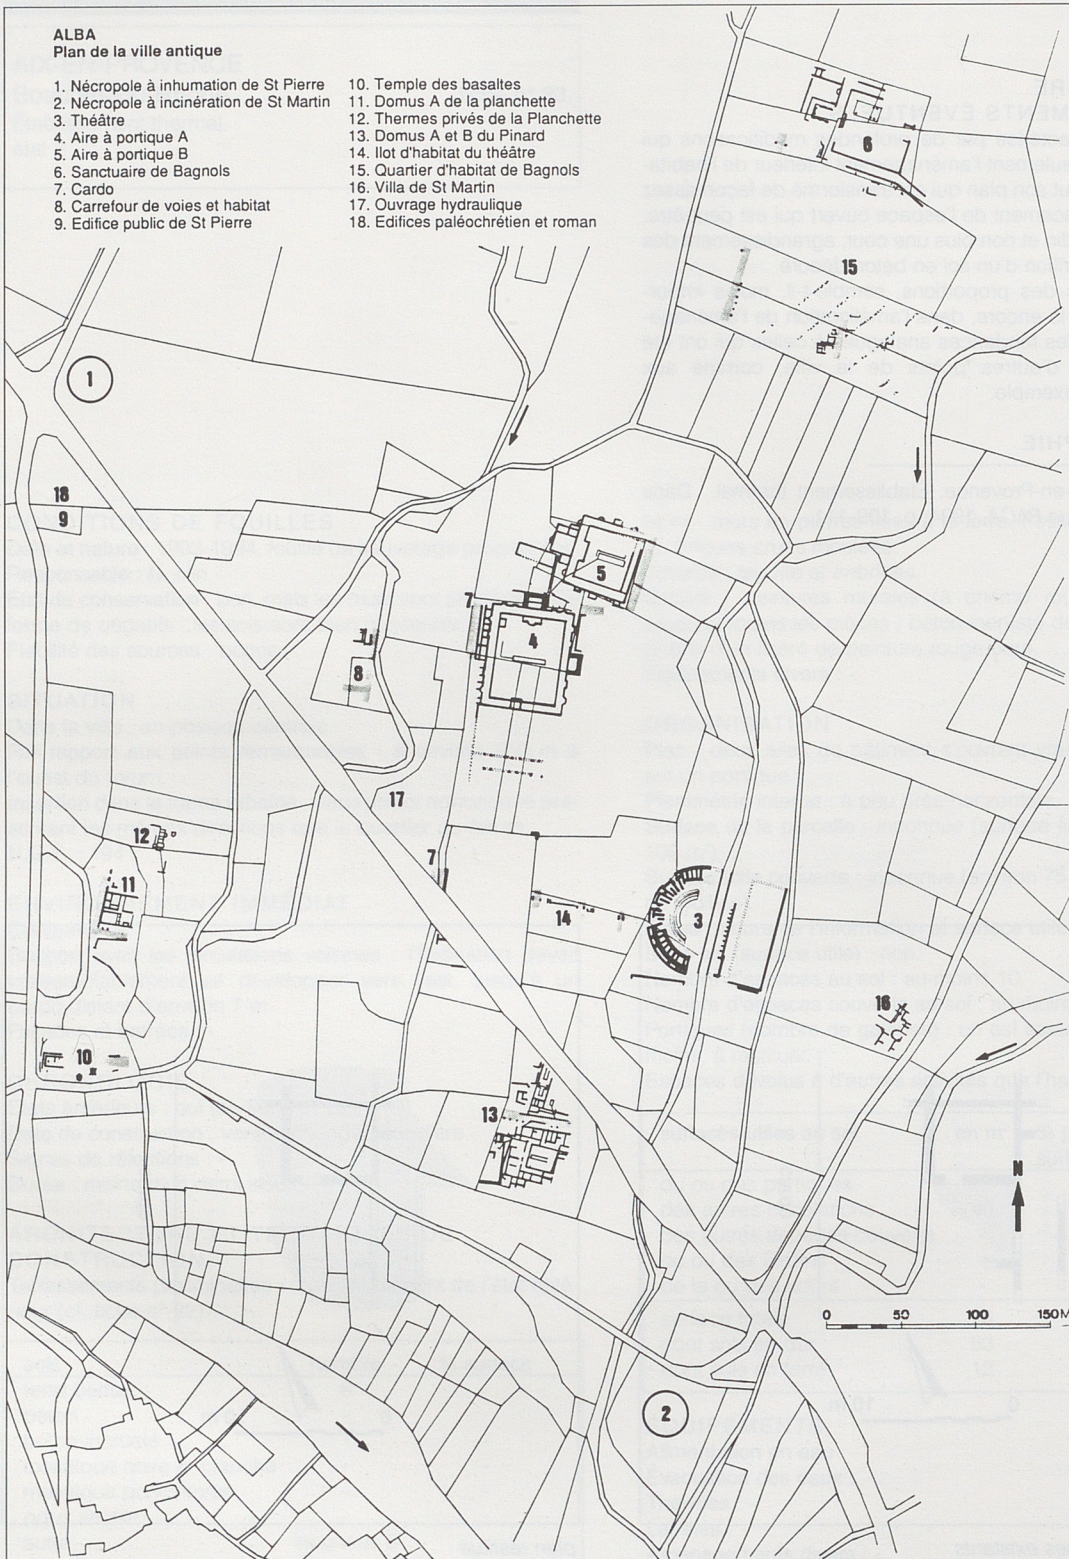 ALBA
Plan de la ville antique
1. Nécropole à inhumation de St Pierre
2. Nécropole à incinération de St Martin
3. Théâtre
4. Aire à portique A
5. Aire à portique B
6. Sanctuaire de Bagnols
7. Cardo
8. Carrefour de voies et habitat
9. Edifice public de St Pierre
10. Temple des basaltes
11. Domus A de la planchette
12. Thermes privés de la Planchette
13. Domus A et B du Pinard
14. Ilot d'habitat du théâtre
15. Quartier d'habitat de Bagnols
16. Villa de St Martin
17. Ouvrage hydraulique
18. Edifices paléochrétien et roman
6
15
1
18
9
5
7
4
8
17
12
7
11
14
3
16
10
13
N
0 50 100 150M
2